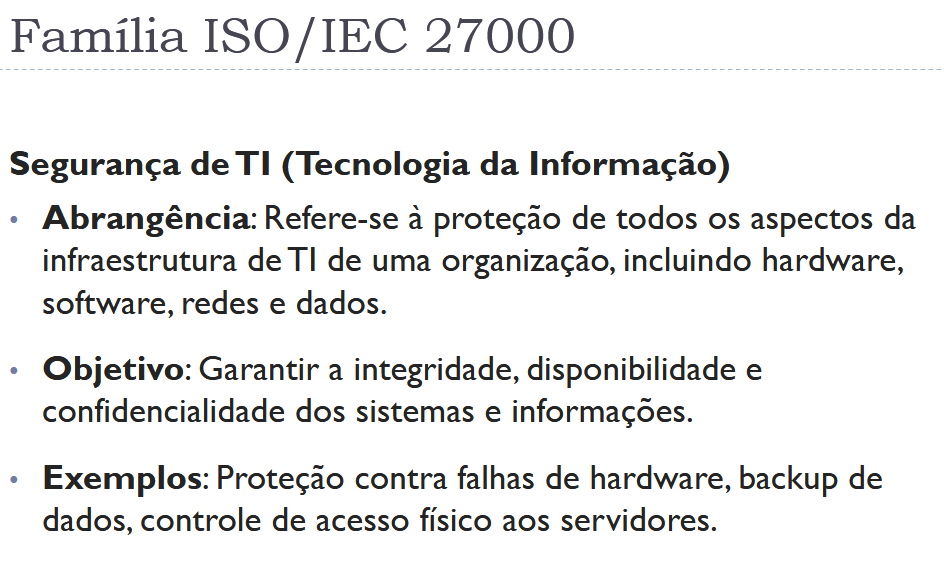 Família ISO/IEC 27000
Segurança de TI (Tecnologia da Informação)
• Abrangência: Refere-se à proteção de todos os aspectos da
infraestrutura de TI de uma organização, incluindo hardware,
software, redes e dados.
• Objetivo: Garantir a integridade, disponibilidade e
confidencialidade dos sistemas e informações.
• Exemplos: Proteção contra falhas de hardware, backup de
dados, controle de acesso físico aos servidores.